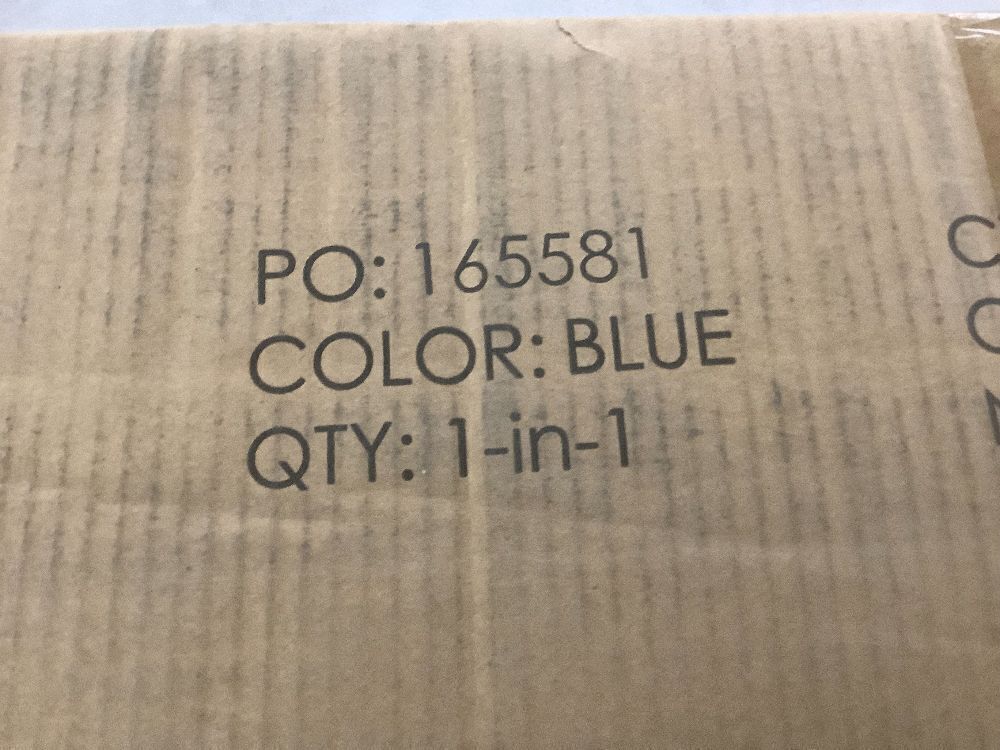 PO: 165581
COLOR: BLUE
QTY: 1-in-1